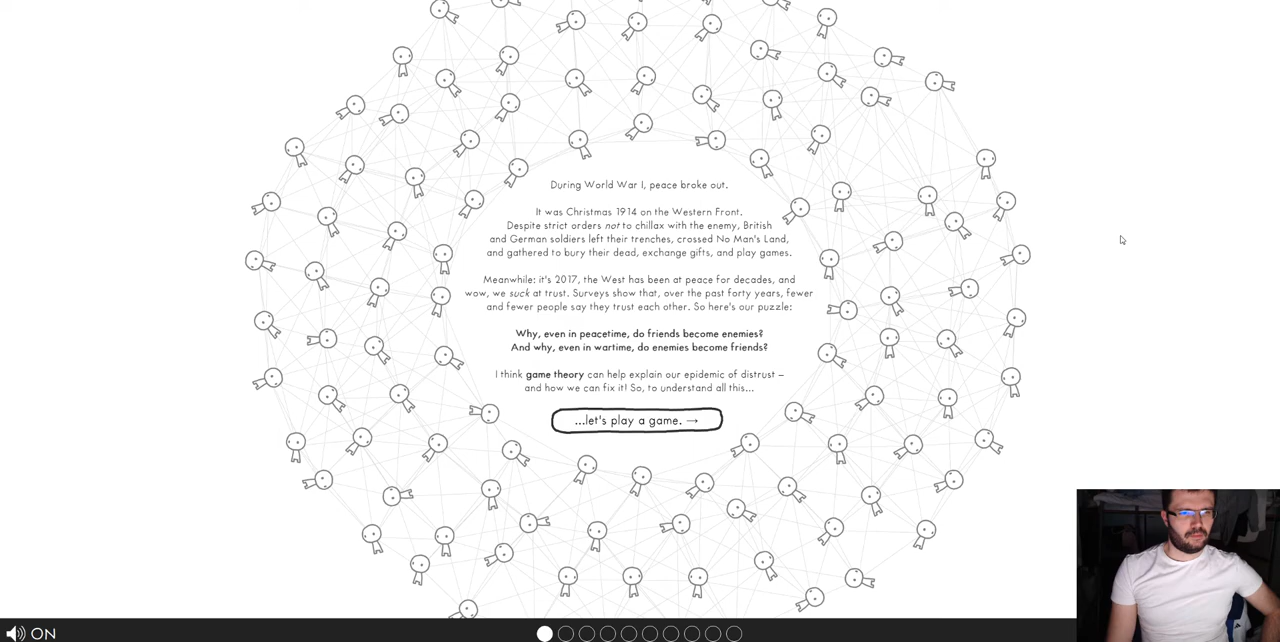 During World War I, peace broke out.
It was Christmas 1914 on the Western Front.
Despite strict orders not to chillax with the enemy, British
and German soldiers left their trenches, crossed No Man's Land,
and gathered to bury their dead, exchange gifts, and play games.
Meanwhile: it's 2017, the West has been at peace for decades, and
wow, we suck at trust. Surveys show that, over the past forty years, fewer
and fewer people say they trust each other. So here's our puzzle:
Why, even in peacetime, do friends become enemies?
And why, even in wartime, do enemies become friends?
I think game theory can help explain our epidemic of distrust –
and how we can fix it! So, to understand all this...
...let's play a game. →
ON